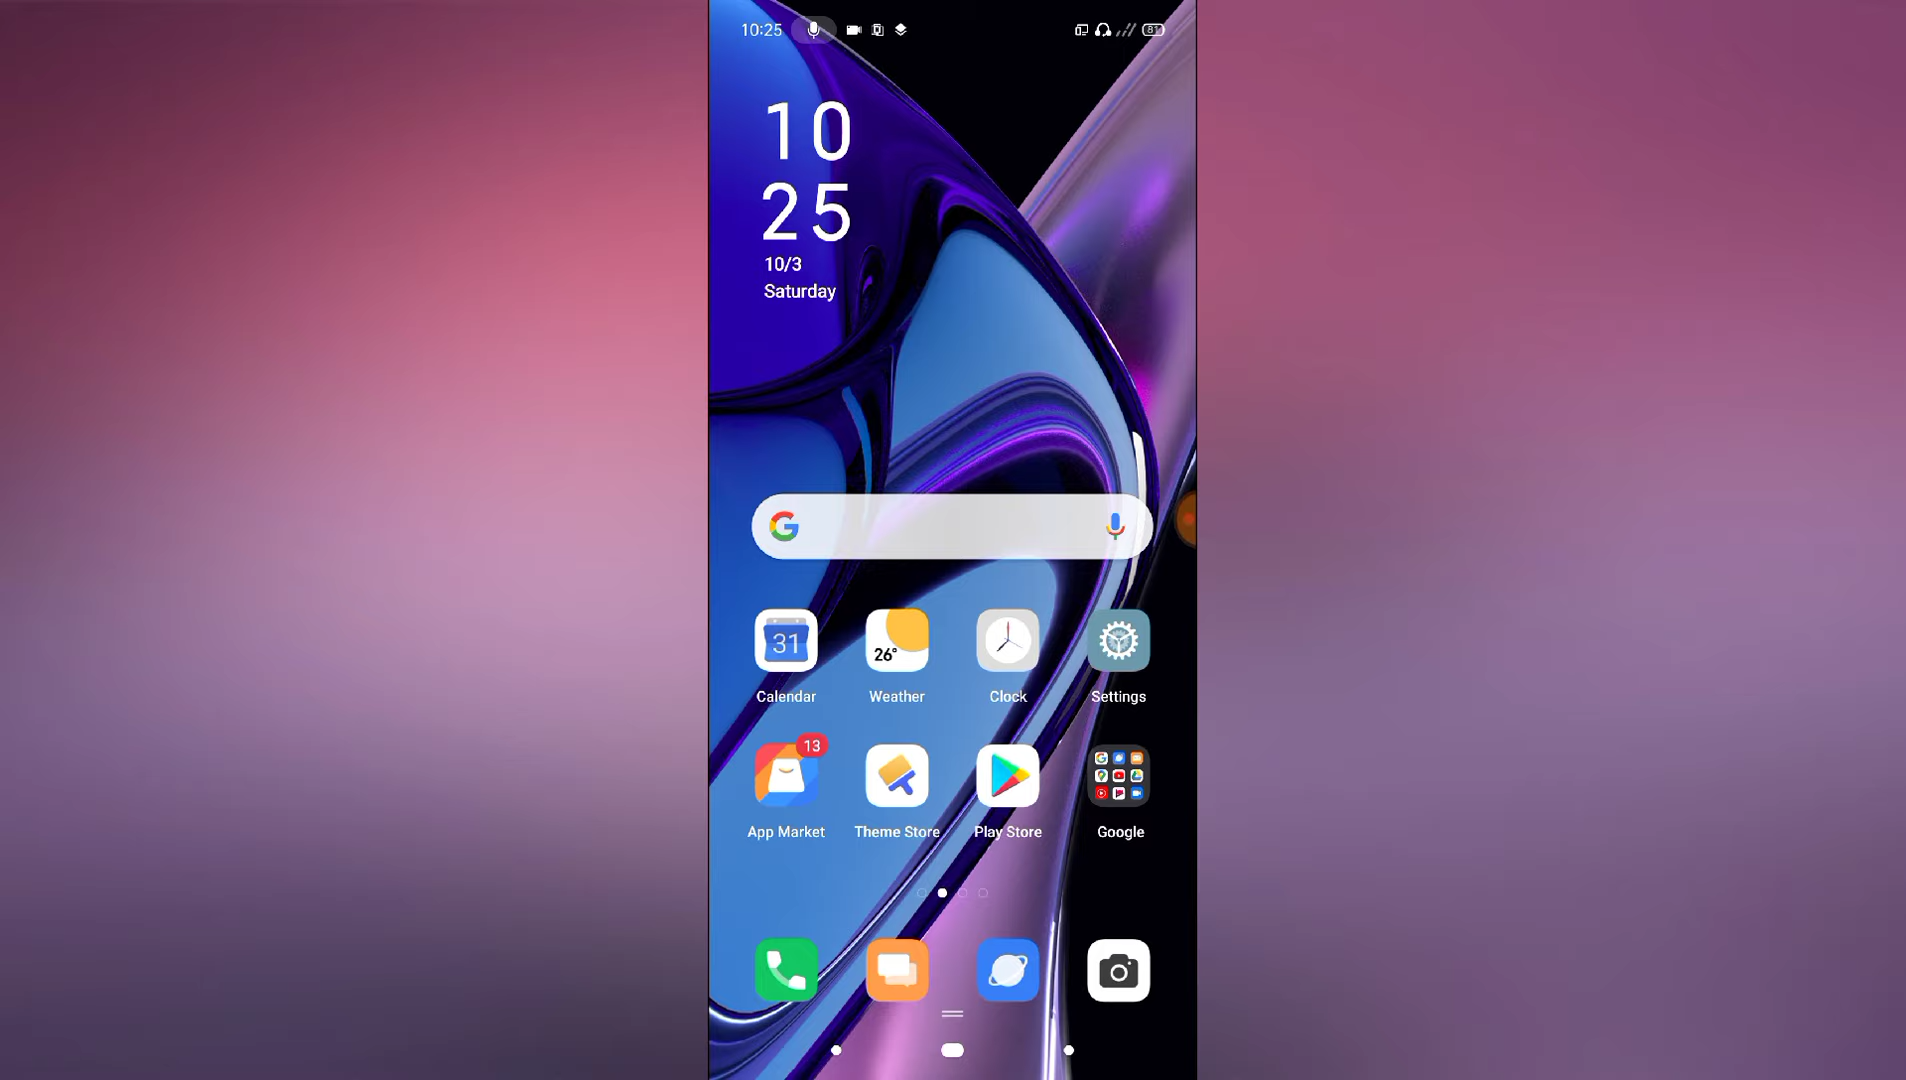 10:25
81
10
25
10/3
Saturday
G
31
26°
Calendar
Weather
Clock
Settings
13
App Market
Theme Store
Play Store
Google